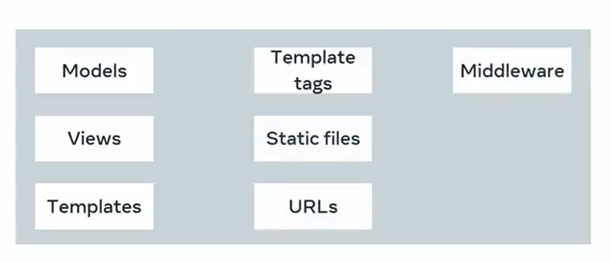 Models
Views
Templates
Template
tags
Static files
URLs
Middleware